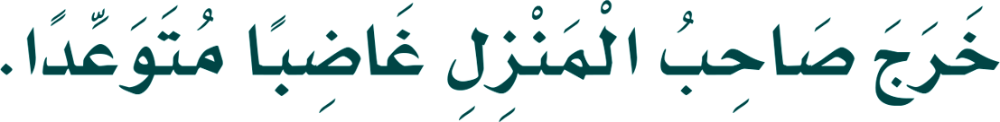 خَرَجَ صَاحِبُ الْمَنْزِلِ غَاضِبًا مُتَوَعِّدًا.